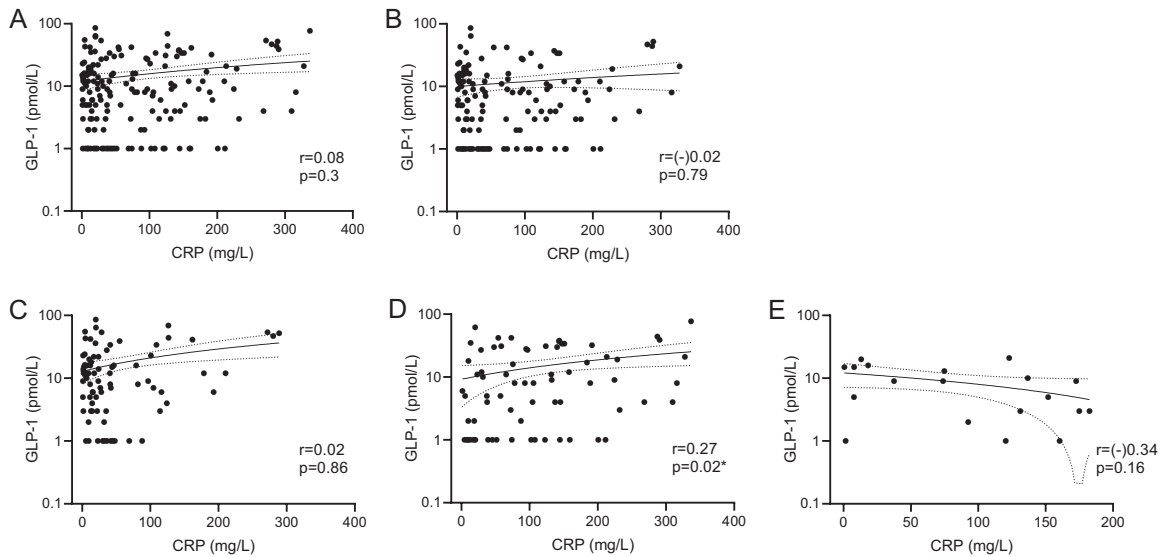 A
100
10
1
0.1
GLP-1 (pmol/L)
r=0.08
p=0.3
0 100 200 300 400
CRP (mg/L)
B
100
10
1
0.1
GLP-1 (pmol/L)
r=(-)0.02
p=0.79
0 100 200 300 400
CRP (mg/L)
C
100
10
1
0.1
GLP-1 (pmol/L)
r=0.02
p=0.86
0 100 200 300 400
CRP (mg/L)
D
100
10
1
0.1
GLP-1 (pmol/L)
r=0.27
p=0.02*
0 100 200 300 400
CRP (mg/L)
E
100
10
1
0.1
GLP-1 (pmol/L)
r=(-)0.34
p=0.16
0 50 100 150 200
CRP (mg/L)